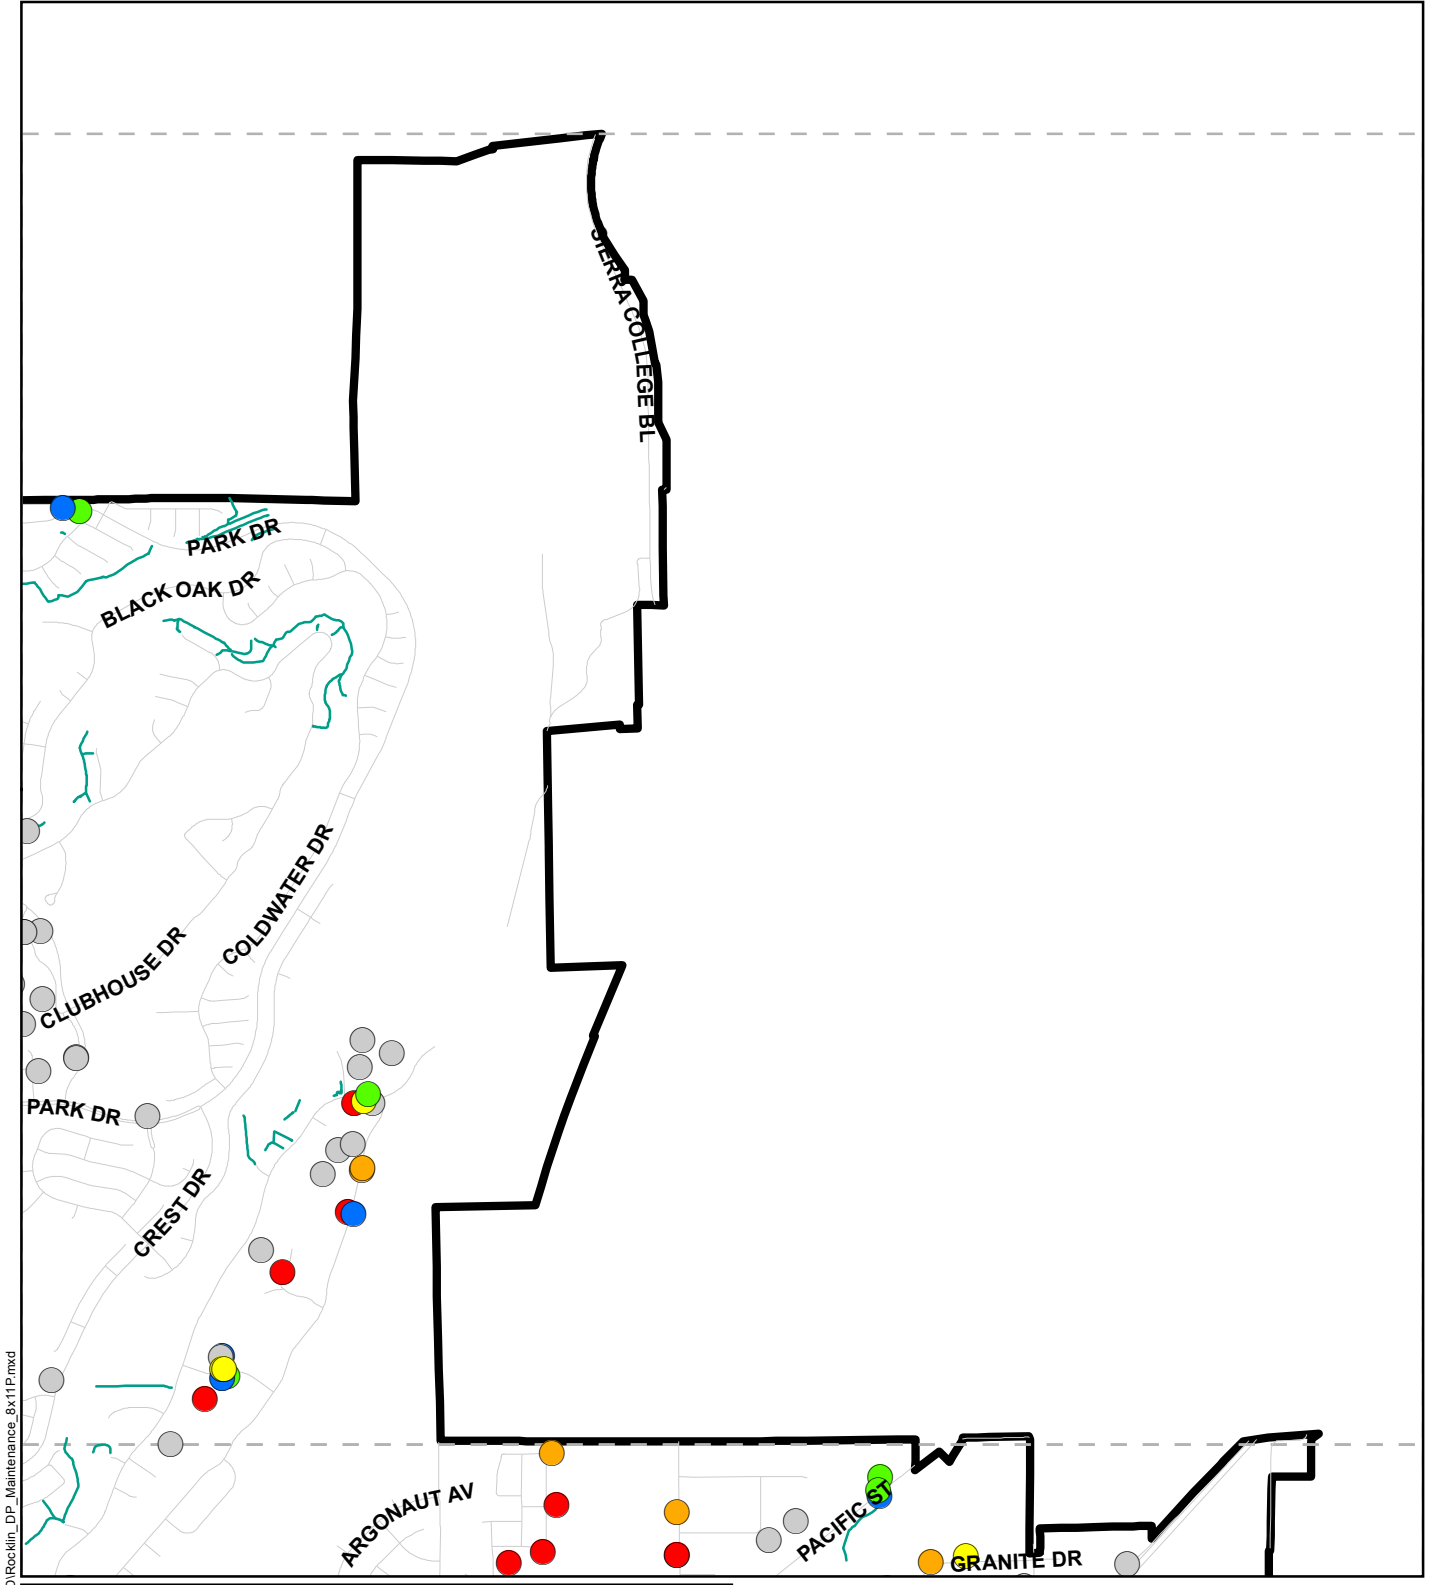 SIERRA COLLEGE BL
PARK DR
BLACK OAK DR
COLDWATER DR
CLUBHOUSE DR
PARK DR
CREST DR
ARGONAUT AV
PACIFIC ST
GRANITE DR
\Rocklin_DP_Maintenance_8x11P.mxd